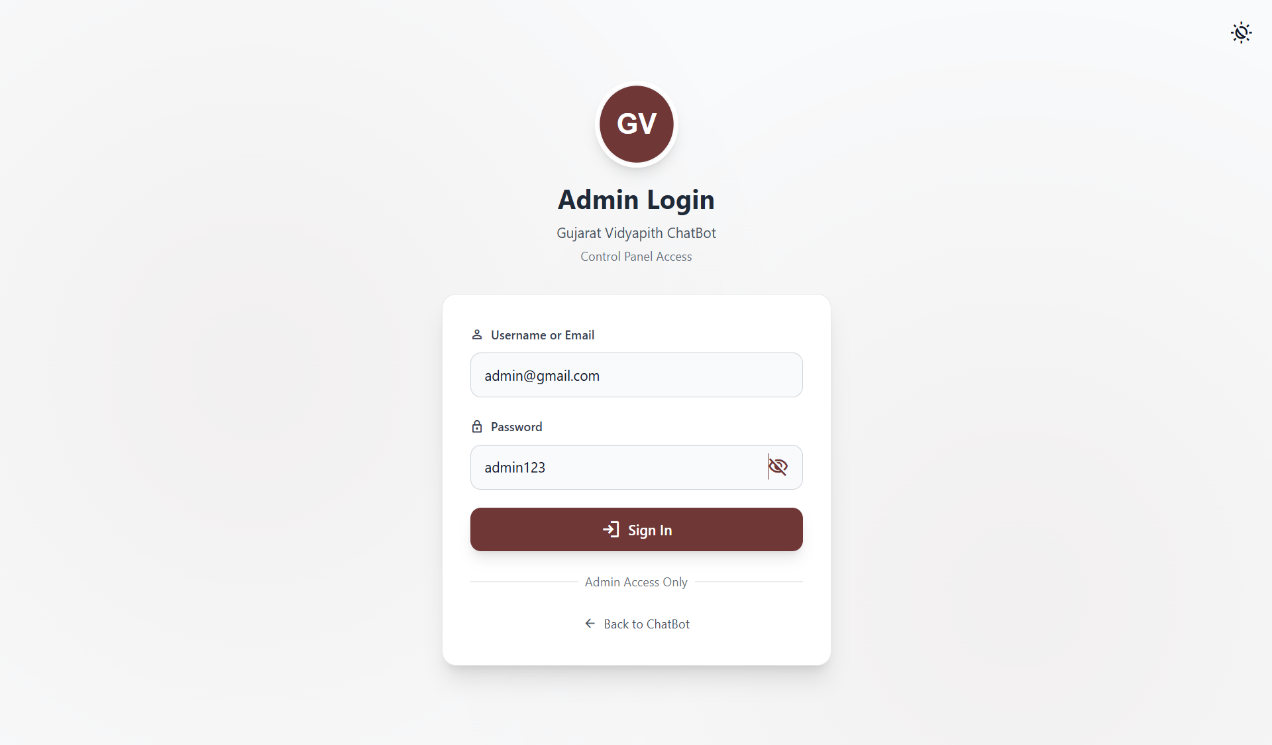 GV
Admin Login
Gujarat Vidyapith ChatBot
Control Panel Access
Username or Email
admin@gmail.com
Password
admin123
Sign In
Admin Access Only
Back to ChatBot